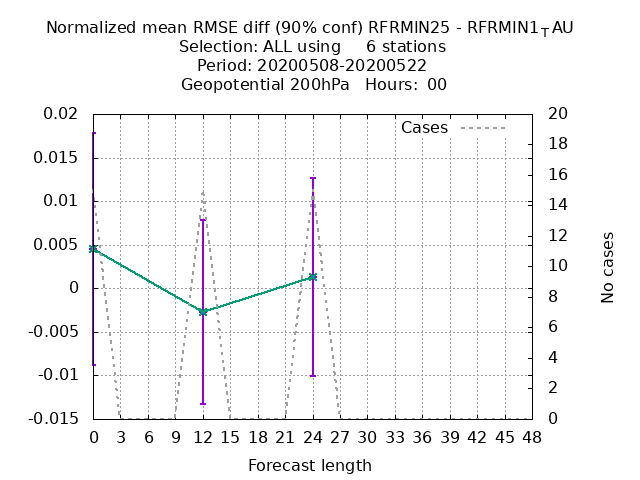 Normalized mean RMSE diff (90% conf) RFRMIN25 - RFRMIN1_TAU
Selection: ALL using 6 stations
Period: 20200508-20200522
Geopotential 200hPa Hours: 00
Cases
0.02
0.015
0.01
0.005
0
-0.005
-0.01
-0.015
20
18
16
14
12
10
8
6
4
2
0
No cases
0 3 6 9 12 15 18 21 24 27 30 33 36 39 42 45 48
Forecast length